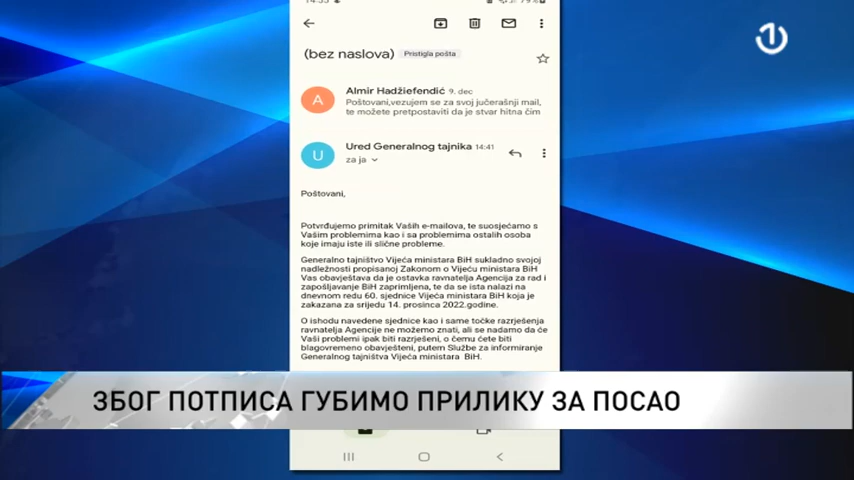 (bez naslova) Pristigla pošta
Almir Hadžiefendić 9. dec
Poštovani,vezujem se za svoj jučerašnji mail,
te možete pretpostaviti da je stvar hitna čim
Ured Generalnog tajnika 14:41
za ja
Poštovani,
Potvrđujemo primitak Vaših e-mailova, te suosjećamo s
Vašim problemima kao i sa problemima ostalih osoba
koje imaju iste ili slične probleme.
Generalno tajništvo Vijeća ministara BiH sukladno svojoj
nadležnosti propisanoj Zakonom o Vijeću ministara BiH
Vas obavještava da je ostavka ravnatelja Agencija za rad i
zapošljavanje BiH zaprimljena, te da se ista nalazi na
dnevnom redu 60. sjednice Vijeća ministara BiH koja je
zakazana za srijedu 14. prosinca 2022.godine.
O ishodu navedene sjednice kao i same točke razrješenja
ravnatelja Agencije ne možemo znati, ali se nadamo da će
Vaši problemi ipak biti razrješeni, o čemu ćete biti
blagovremeno obavješteni, putem Službe za informiranje
Generalnog tajništva Vijeća ministara BiH.
ЗБОГ ПОТПИСА ГУБИМО ПРИЛИКУ ЗА ПОСАО